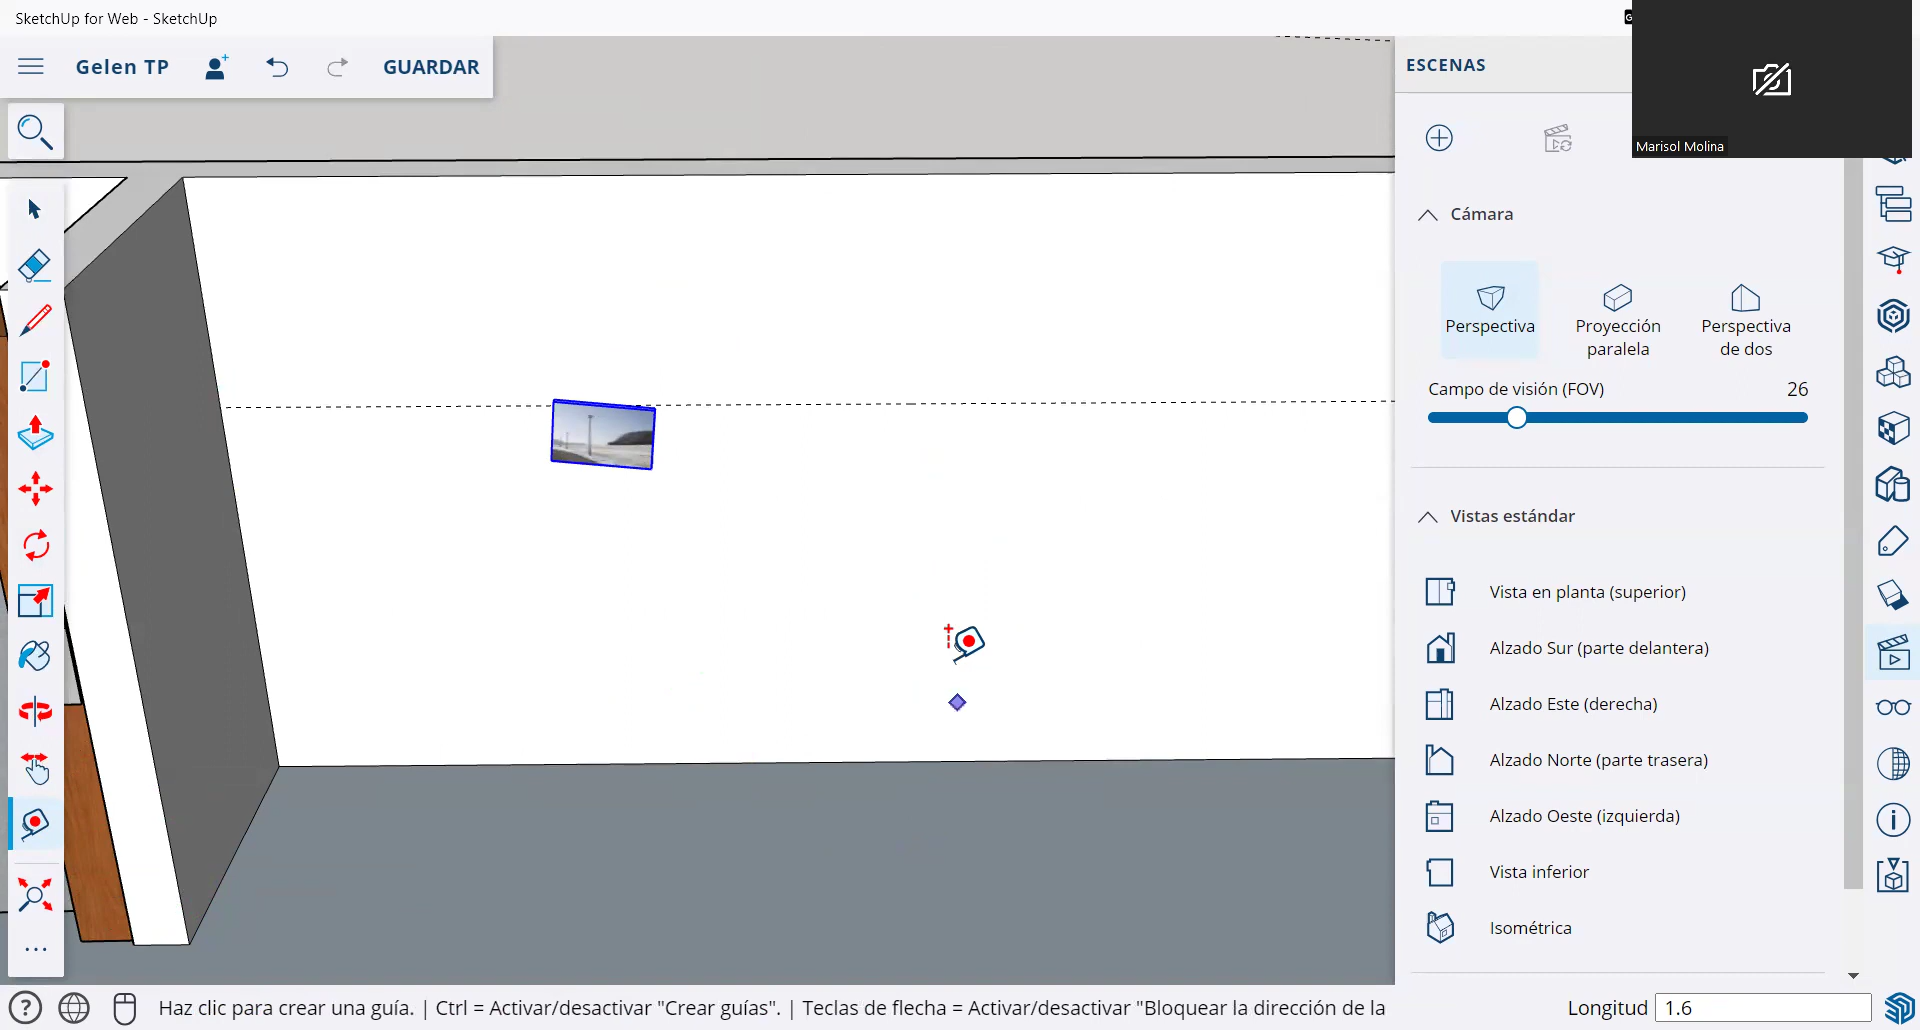 SketchUp for Web - SketchUp
Gelen TP
GUARDAR
ESCENAS
Marisol Molina
Cámara
Perspectiva
Proyección
paralela
Perspectiva
de dos
Campo de visión (FOV)
26
Vistas estándar
Vista en planta (superior)
Alzado Sur (parte delantera)
Alzado Este (derecha)
Alzado Norte (parte trasera)
Alzado Oeste (izquierda)
Vista inferior
Isométrica
Haz clic para crear una guía. | Ctrl = Activar/desactivar "Crear guías". | Teclas de flecha = Activar/desactivar "Bloquear la dirección de la
Longitud
1.6